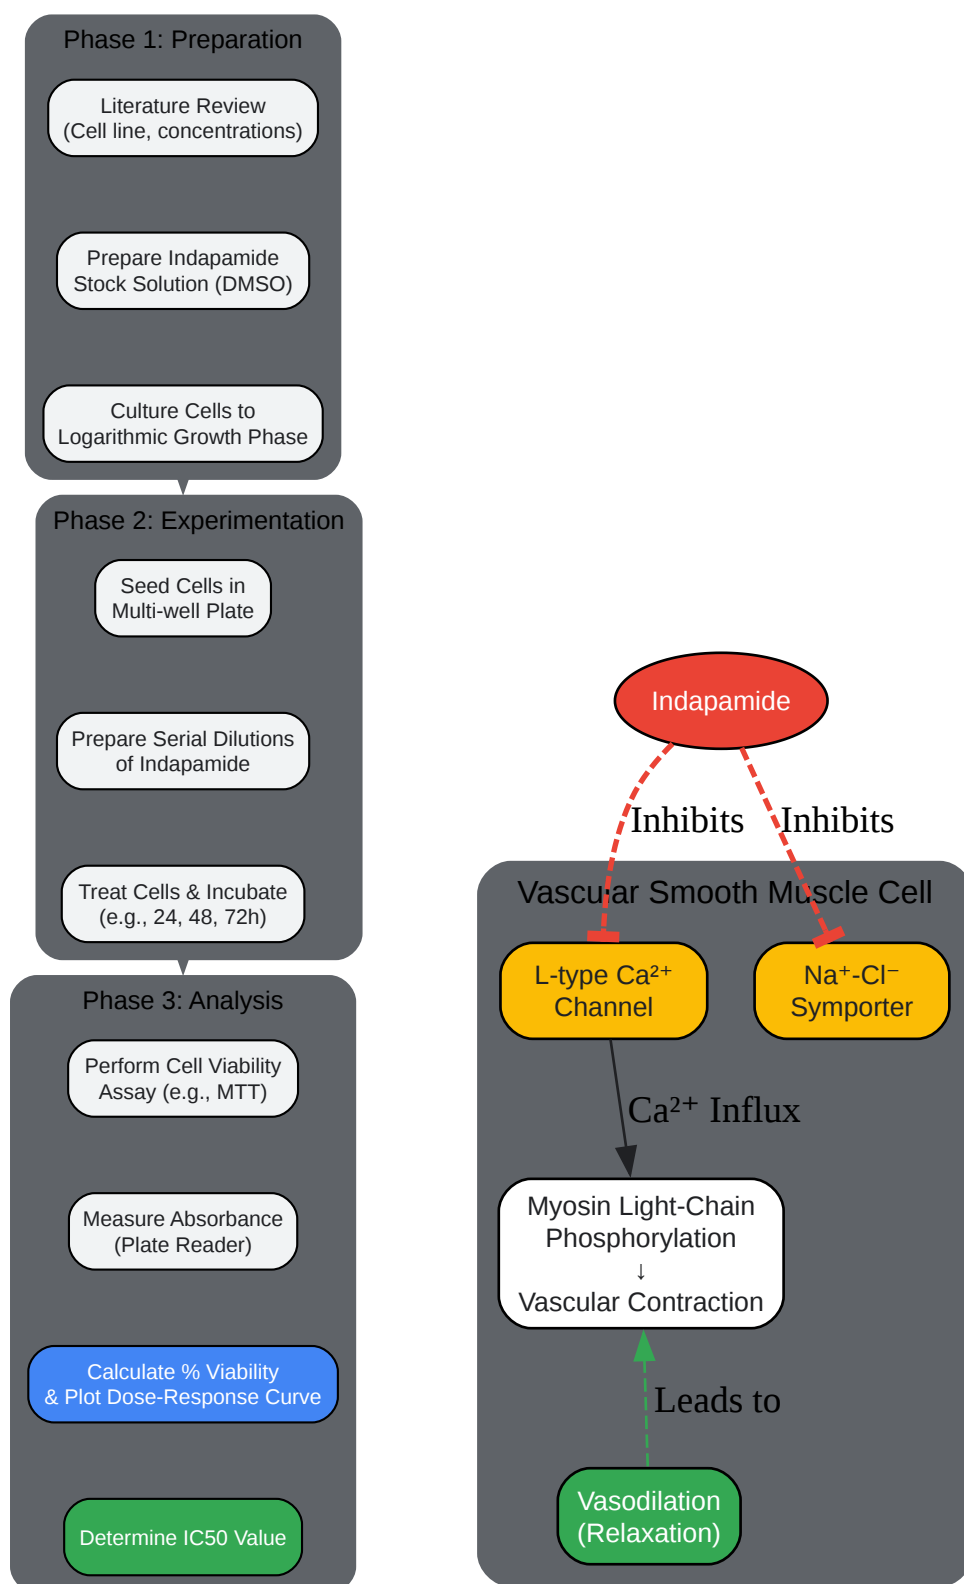 Phase 1: Preparation
Literature Review
(Cell line, concentrations)
Prepare Indapamide
Stock Solution (DMSO)
Culture Cells to
Logarithmic Growth Phase
Phase 2: Experimentation
Seed Cells in
Multi-well Plate
Prepare Serial Dilutions
of Indapamide
Treat Cells & Incubate
(e.g., 24, 48, 72h)
Phase 3: Analysis
Perform Cell Viability
Assay (e.g., MTT)
Measure Absorbance
(Plate Reader)
Calculate % Viability
& Plot Dose-Response Curve
Determine IC50 Value
Indapamide
Inhibits
Inhibits
Vascular Smooth Muscle Cell
L-type Ca²⁺
Channel
Na⁺-Cl⁻
Symporter
Ca²⁺ Influx
Myosin Light-Chain
Phosphorylation
↓
Vascular Contraction
Leads to
Vasodilation
(Relaxation)